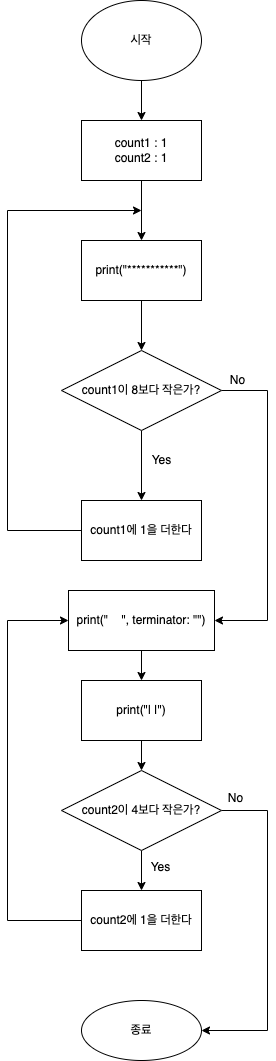 시작
count1 : 1
count2 : 1
print("***********")
count1이 8보다 작은가?
No
Yes
count1에 1을 더한다
print("    ", terminator: "")
print("| |")
count2이 4보다 작은가?
No
Yes
count2에 1을 더한다
종료